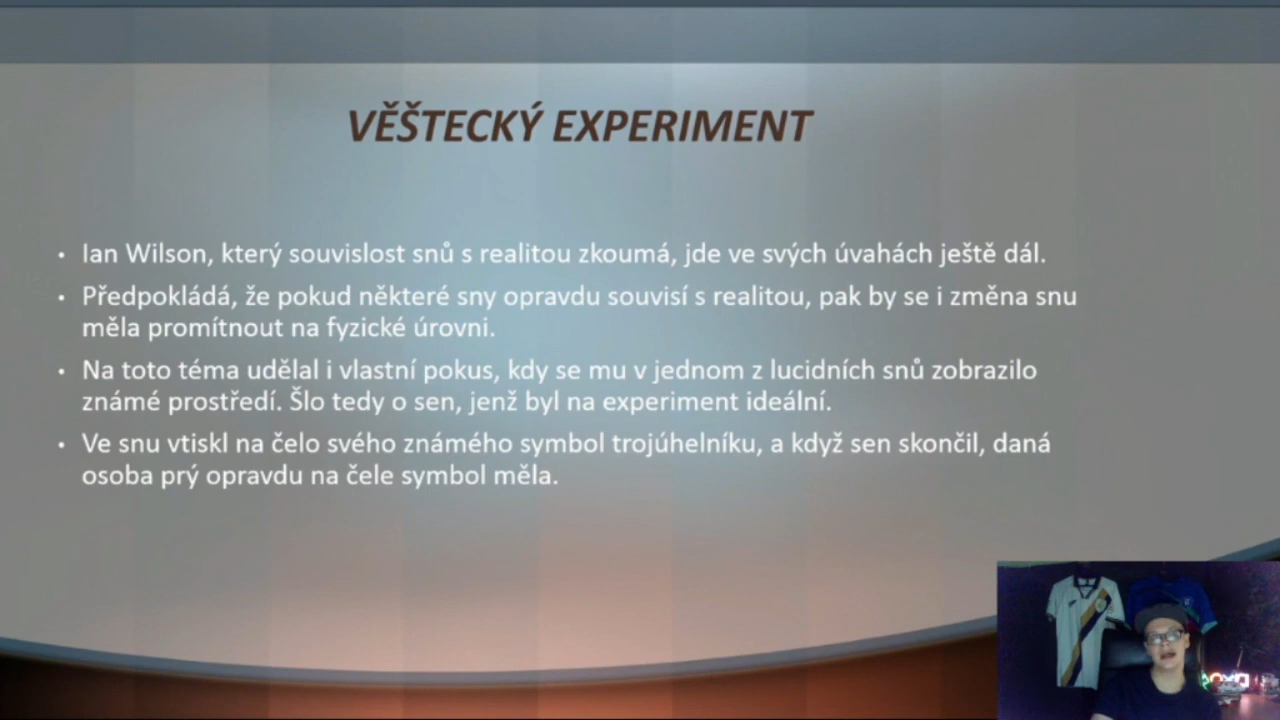 VĚŠTECKÝ EXPERIMENT
• Ian Wilson, který souvislost snů s realitou zkoumá, jde ve svých úvahách ještě dál.
• Předpokládá, že pokud některé sny opravdu souvisí s realitou, pak by se i změna snu
měla promítnout na fyzické úrovni.
• Na toto téma udělal i vlastní pokus, kdy se mu v jednom z lucidních snů zobrazilo
známé prostředí. Šlo tedy o sen, jenž byl na experiment ideální.
• Ve snu vtiskl na čelo svého známého symbol trojúhelníku, a když sen skončil, daná
osoba prý opravdu na čele symbol měla.